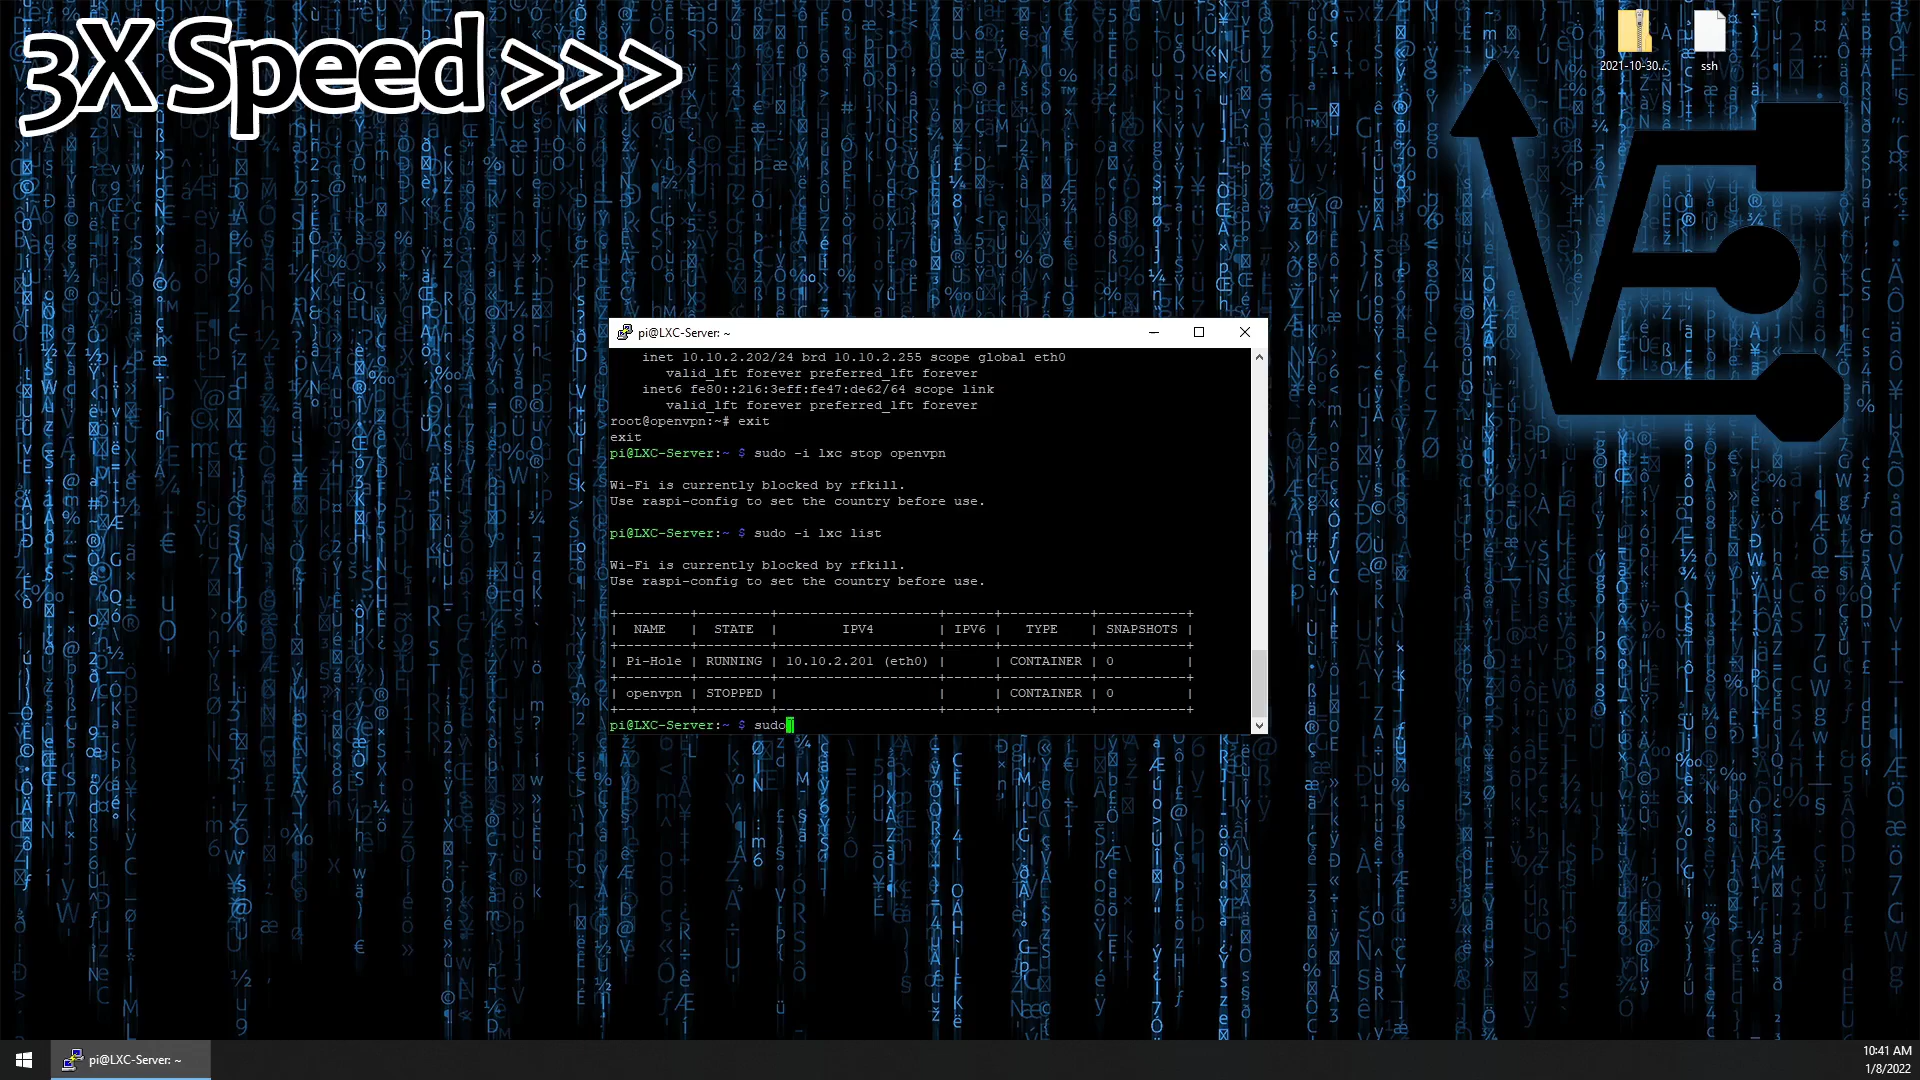 3X Speed >>>
2021-10-30...
ssh
pi@LXC-Server: ~
inet 10.10.2.202/24 brd 10.10.2.255 scope global eth0
valid_lft forever preferred_lft forever
inet6 fe80::216:3eff:fe47:de62/64 scope link
valid_lft forever preferred_lft forever
root@openvpn:~# exit
exit
pi@LXC-Server:~ $ sudo -i lxc stop openvpn
Wi-Fi is currently blocked by rfkill.
Use raspi-config to set the country before use.
pi@LXC-Server:~ $ sudo -i lxc list
Wi-Fi is currently blocked by rfkill.
Use raspi-config to set the country before use.
+---------+---------+--------------------+------+-----------+-----------+
| NAME | STATE | IPV4 | IPV6 | TYPE | SNAPSHOTS |
+---------+---------+--------------------+------+-----------+-----------+
| Pi-Hole | RUNNING | 10.10.2.201 (eth0) | | CONTAINER | 0 |
+---------+---------+--------------------+------+-----------+-----------+
| openvpn | STOPPED | | | CONTAINER | 0 |
+---------+---------+--------------------+------+-----------+-----------+
pi@LXC-Server:~ $ sudo
pi@LXC-Server: ~
10:41 AM
1/8/2022